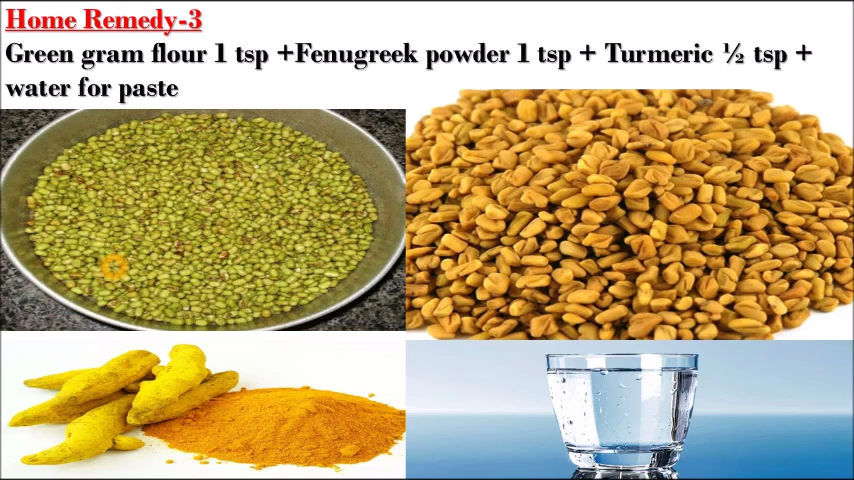 Home Remedy-3
Green gram flour 1 tsp +Fenugreek powder 1 tsp + Turmeric ½ tsp +
water for paste